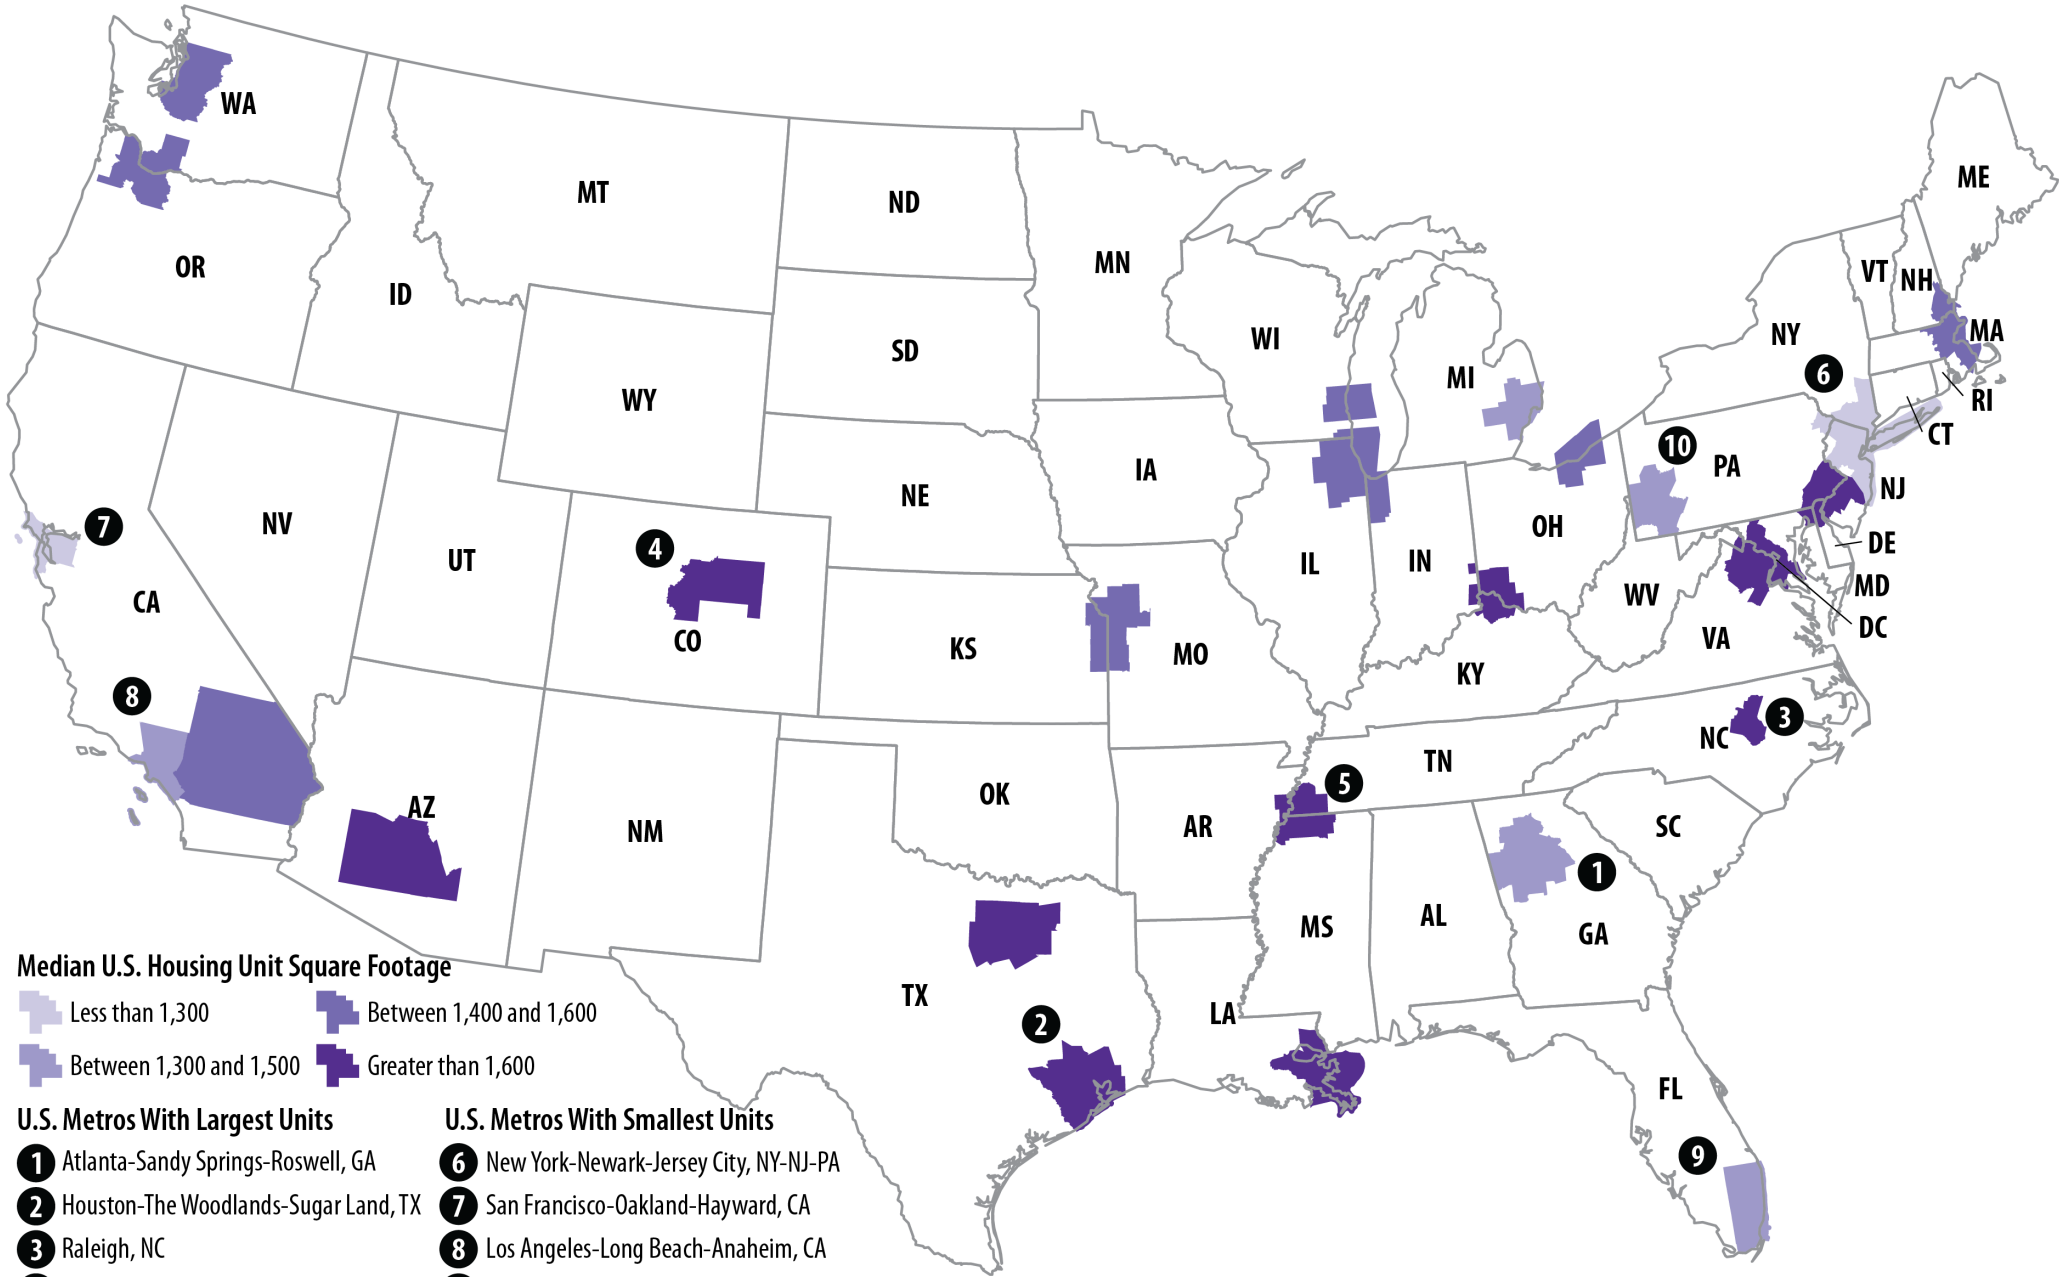 WA
MT
ND
MN
ME
OR
ID
VT
NH
WI
NY
MA
SD
MI
6
WY
RI
10
CT
IA
PA
NE
NJ
7
NV
4
OH
DE
UT
IL
IN
MD
CA
WV
DC
CO
KS
MO
VA
KY
8
3
NC
TN
5
AZ
OK
NM
AR
SC
1
MS
AL
GA
TX
LA
2
FL
9
Median U.S. Housing Unit Square Footage
Less than 1,300
Between 1,400 and 1,600
Between 1,300 and 1,500
Greater than 1,600
U.S. Metros With Largest Units
1 Atlanta-Sandy Springs-Roswell, GA
2 Houston-The Woodlands-Sugar Land, TX
3 Raleigh, NC
U.S. Metros With Smallest Units
6 New York-Newark-Jersey City, NY-NJ-PA
7 San Francisco-Oakland-Hayward, CA
8 Los Angeles-Long Beach-Anaheim, CA